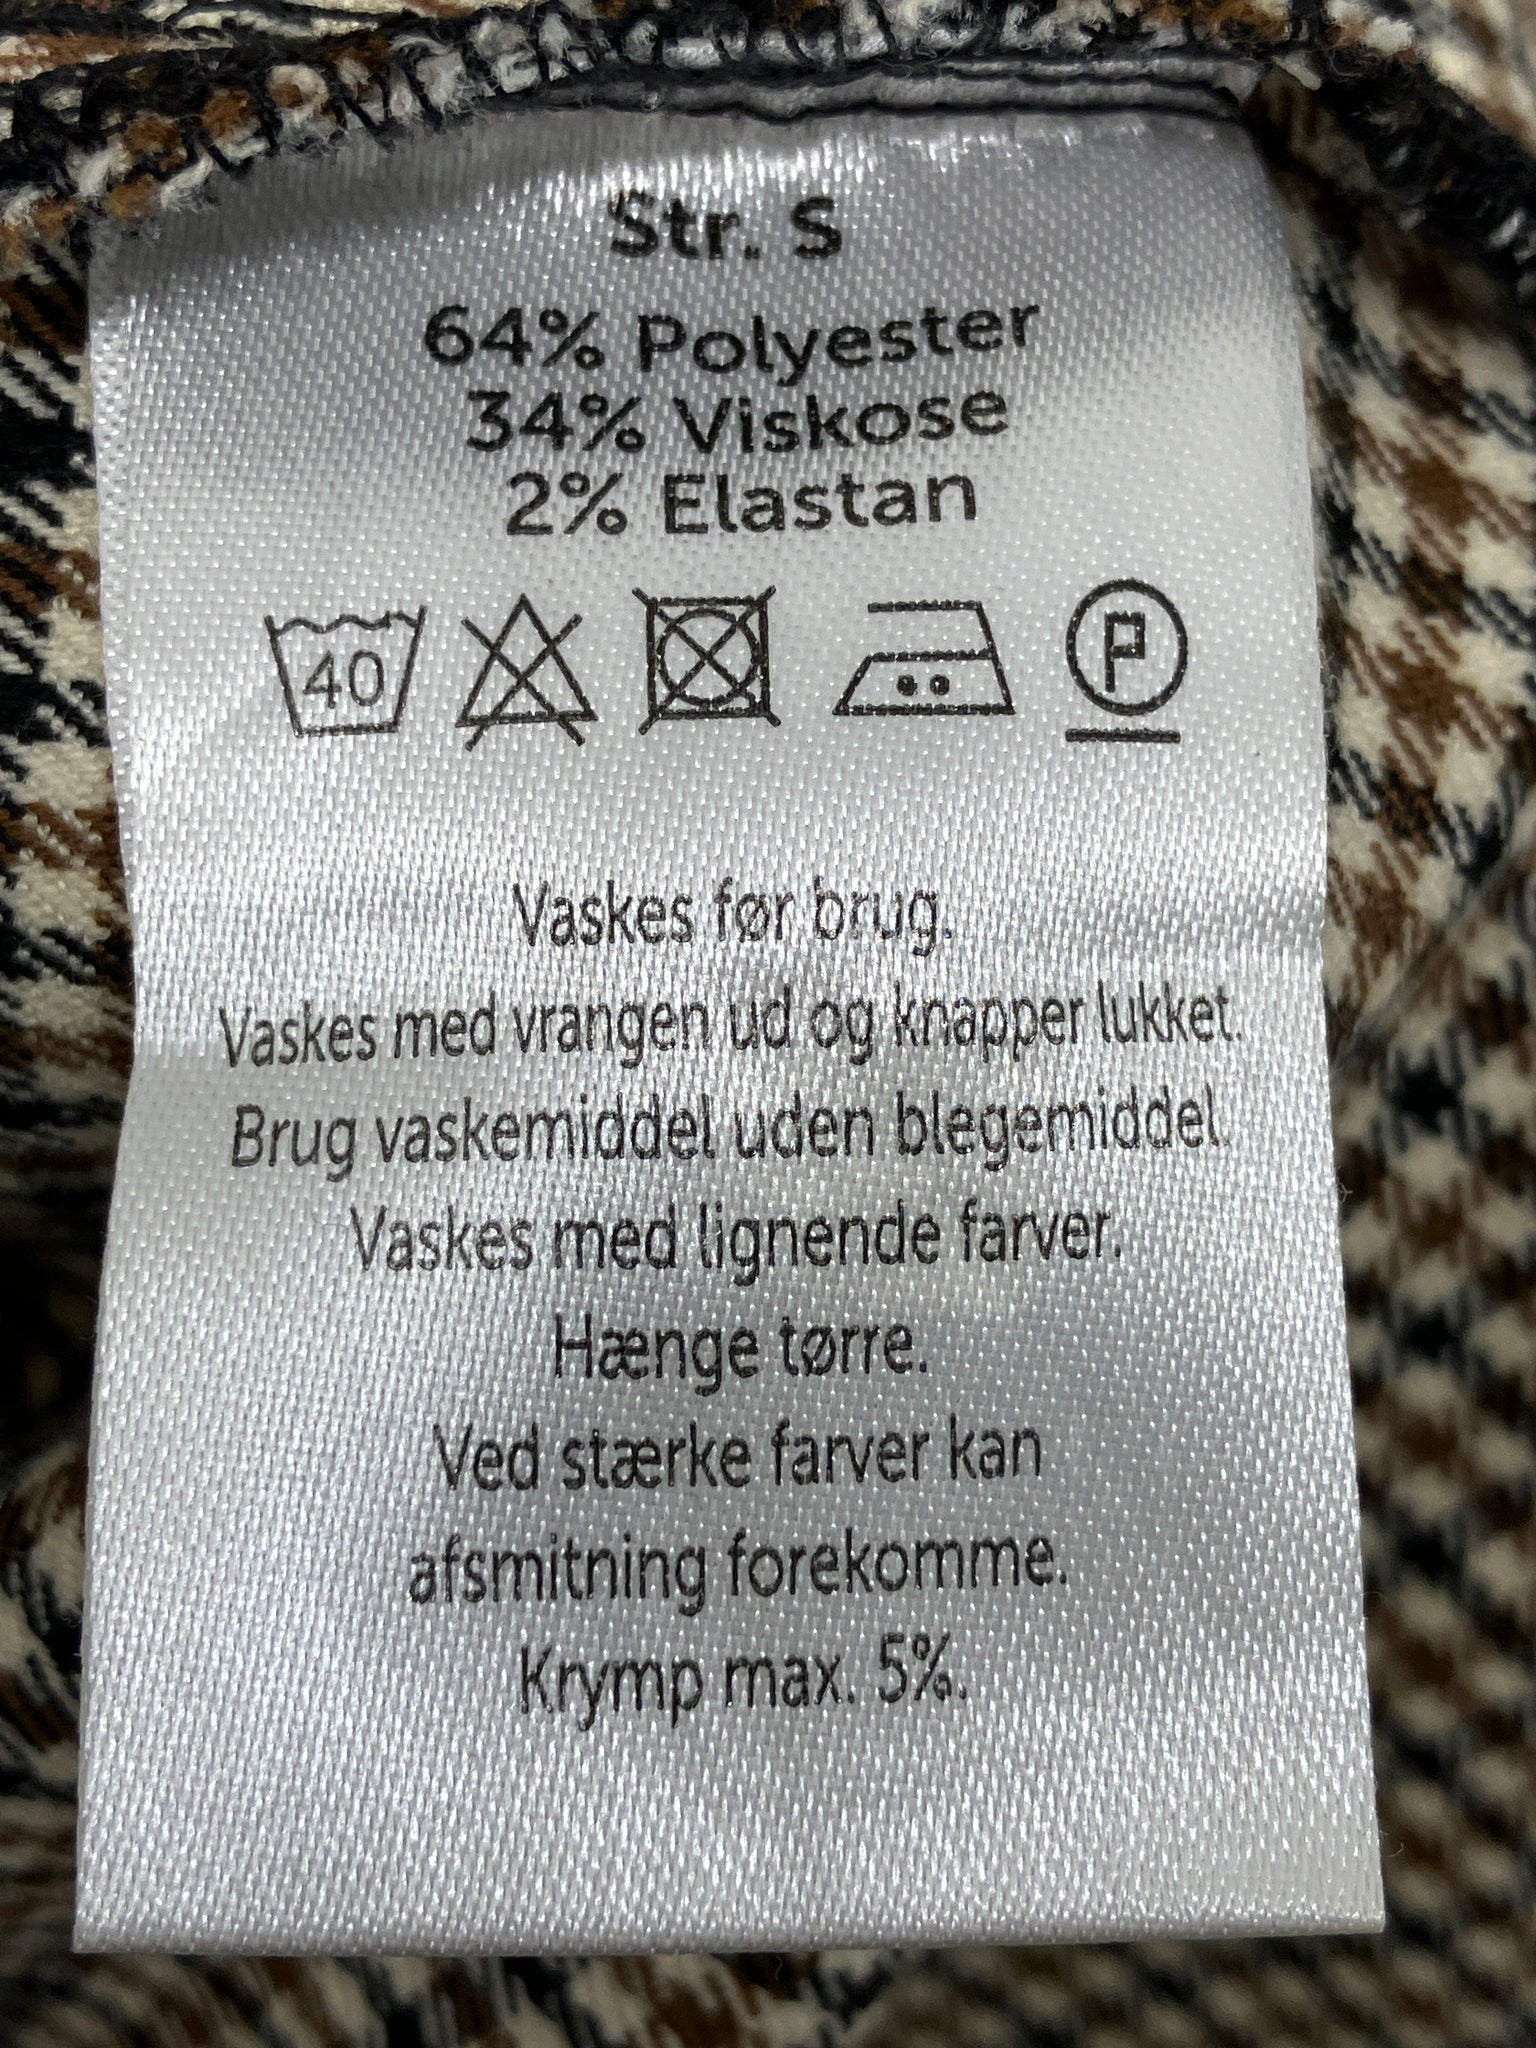 Str. S
64% Polyester
34% Viskose
2% Elastan
40 P
Vaskes før brug.
Vaskes med vrangen ud og knapper lukket.
Brug vaskemiddel uden blegemiddel.
Vaskes med lignende farver.
Hænge tørre.
Ved stærke farver kan
afsmitning forekomme.
Krymp max. 5%.